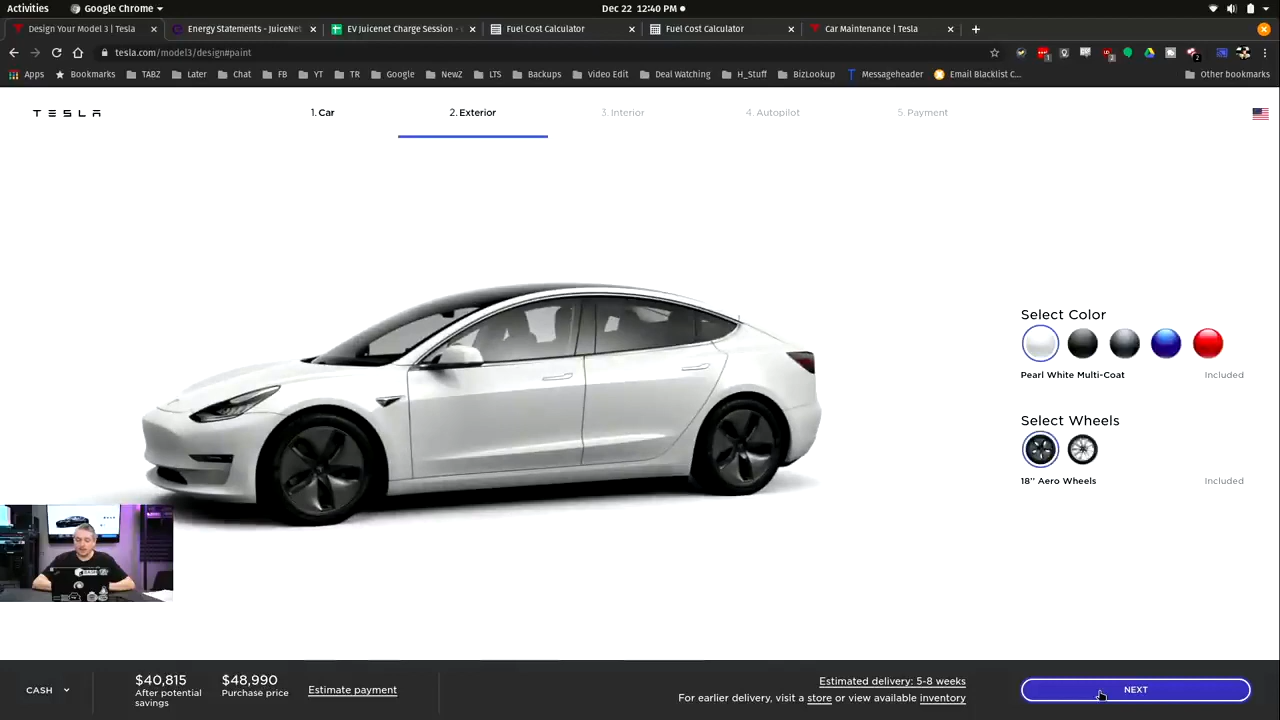 Activities
Google Chrome
Dec 22 12:40 PM
Design Your Model 3 | Tesla
Energy Statements - JuiceNet
EV Juicenet Charge Session -
Fuel Cost Calculator
Fuel Cost Calculator
Car Maintenance | Tesla
tesla.com/model3/design#paint
Apps
Bookmarks
TABZ
Later
Chat
FB
YT
TR
Google
NewZ
LTS
Backups
Video Edit
Deal Watching
H_Stuff
BizLookup
Messageheader
Email Blacklist C...
Other bookmarks
TESLA
1. Car
2. Exterior
3. Interior
4. Autopilot
5. Payment
Select Color
Pearl White Multi-Coat
Included
Select Wheels
18'' Aero Wheels
Included
CASH
$40,815
After potential
savings
$48,990
Purchase price
Estimate payment
Estimated delivery: 5-8 weeks
For earlier delivery, visit a store or view available inventory
NEXT